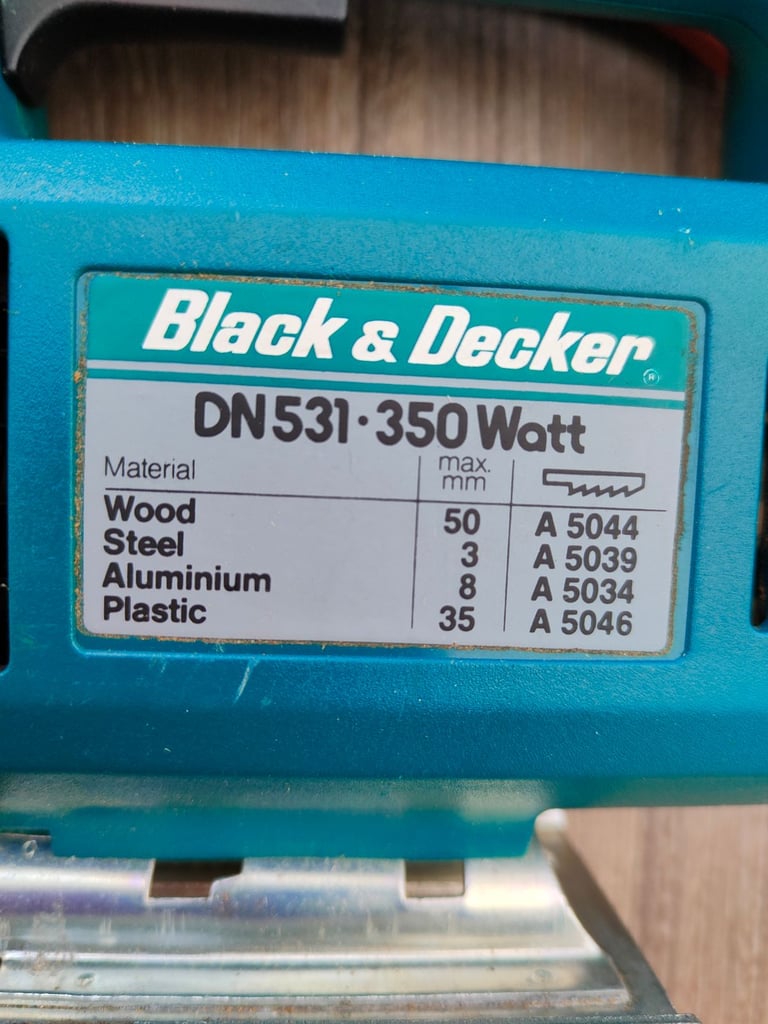 Black & Decker ®
DN531·350 Watt
Material max. mm
Wood 50 A 5044
Steel 3 A 5039
Aluminium 8 A 5034
Plastic 35 A 5046